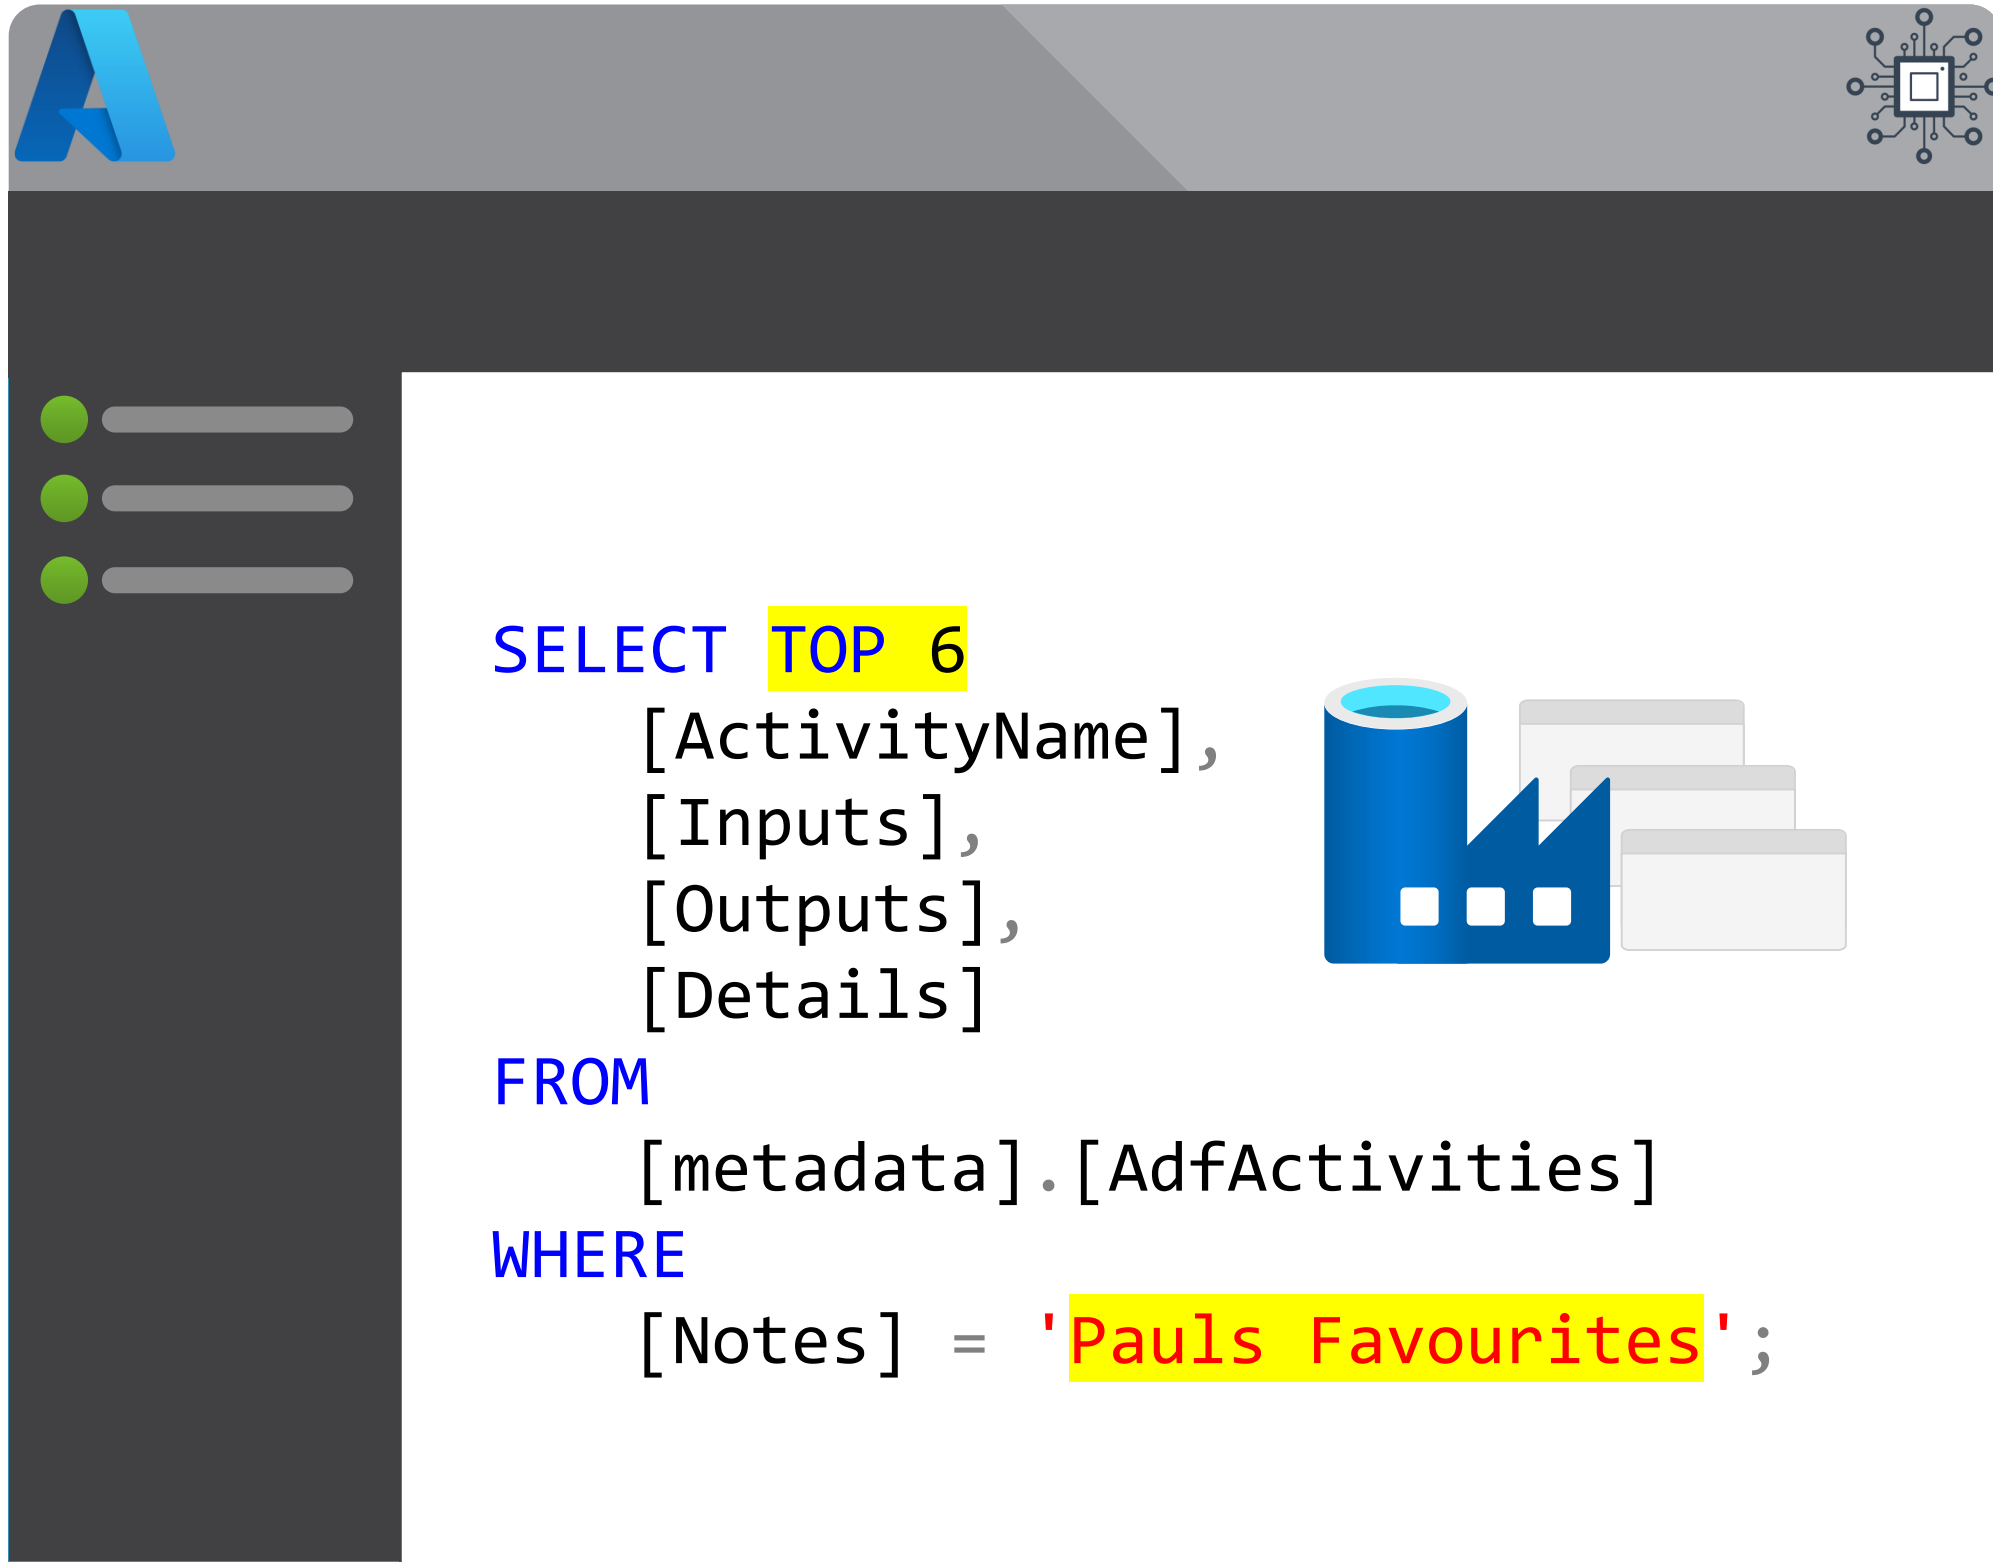 SELECT TOP 6
[ActivityName],
[Inputs],
[Outputs],
[Details]
FROM
[metadata].[AdfActivities]
WHERE
[Notes] = 'Pauls Favourites';